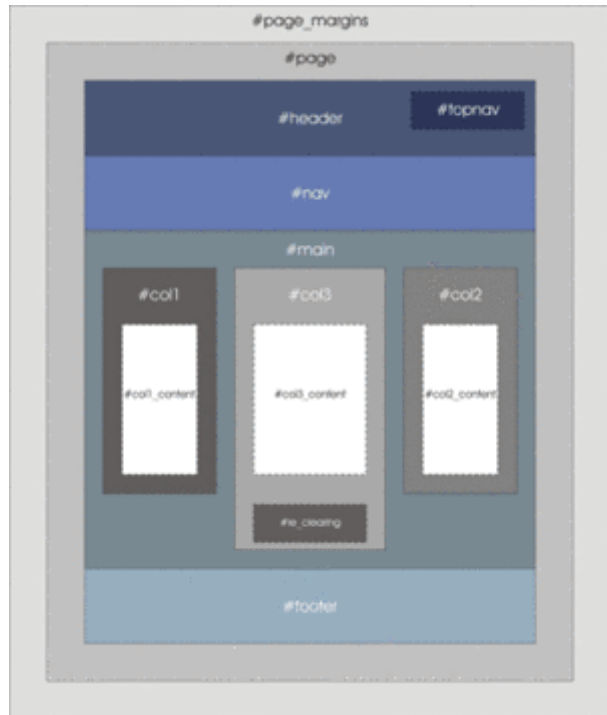 #page_margins
#page
#header
#topnav
#nav
#main
#col1
#col3
#col2
#col1_content
#col3_content
#col2_content
#ie_clearing
#footer